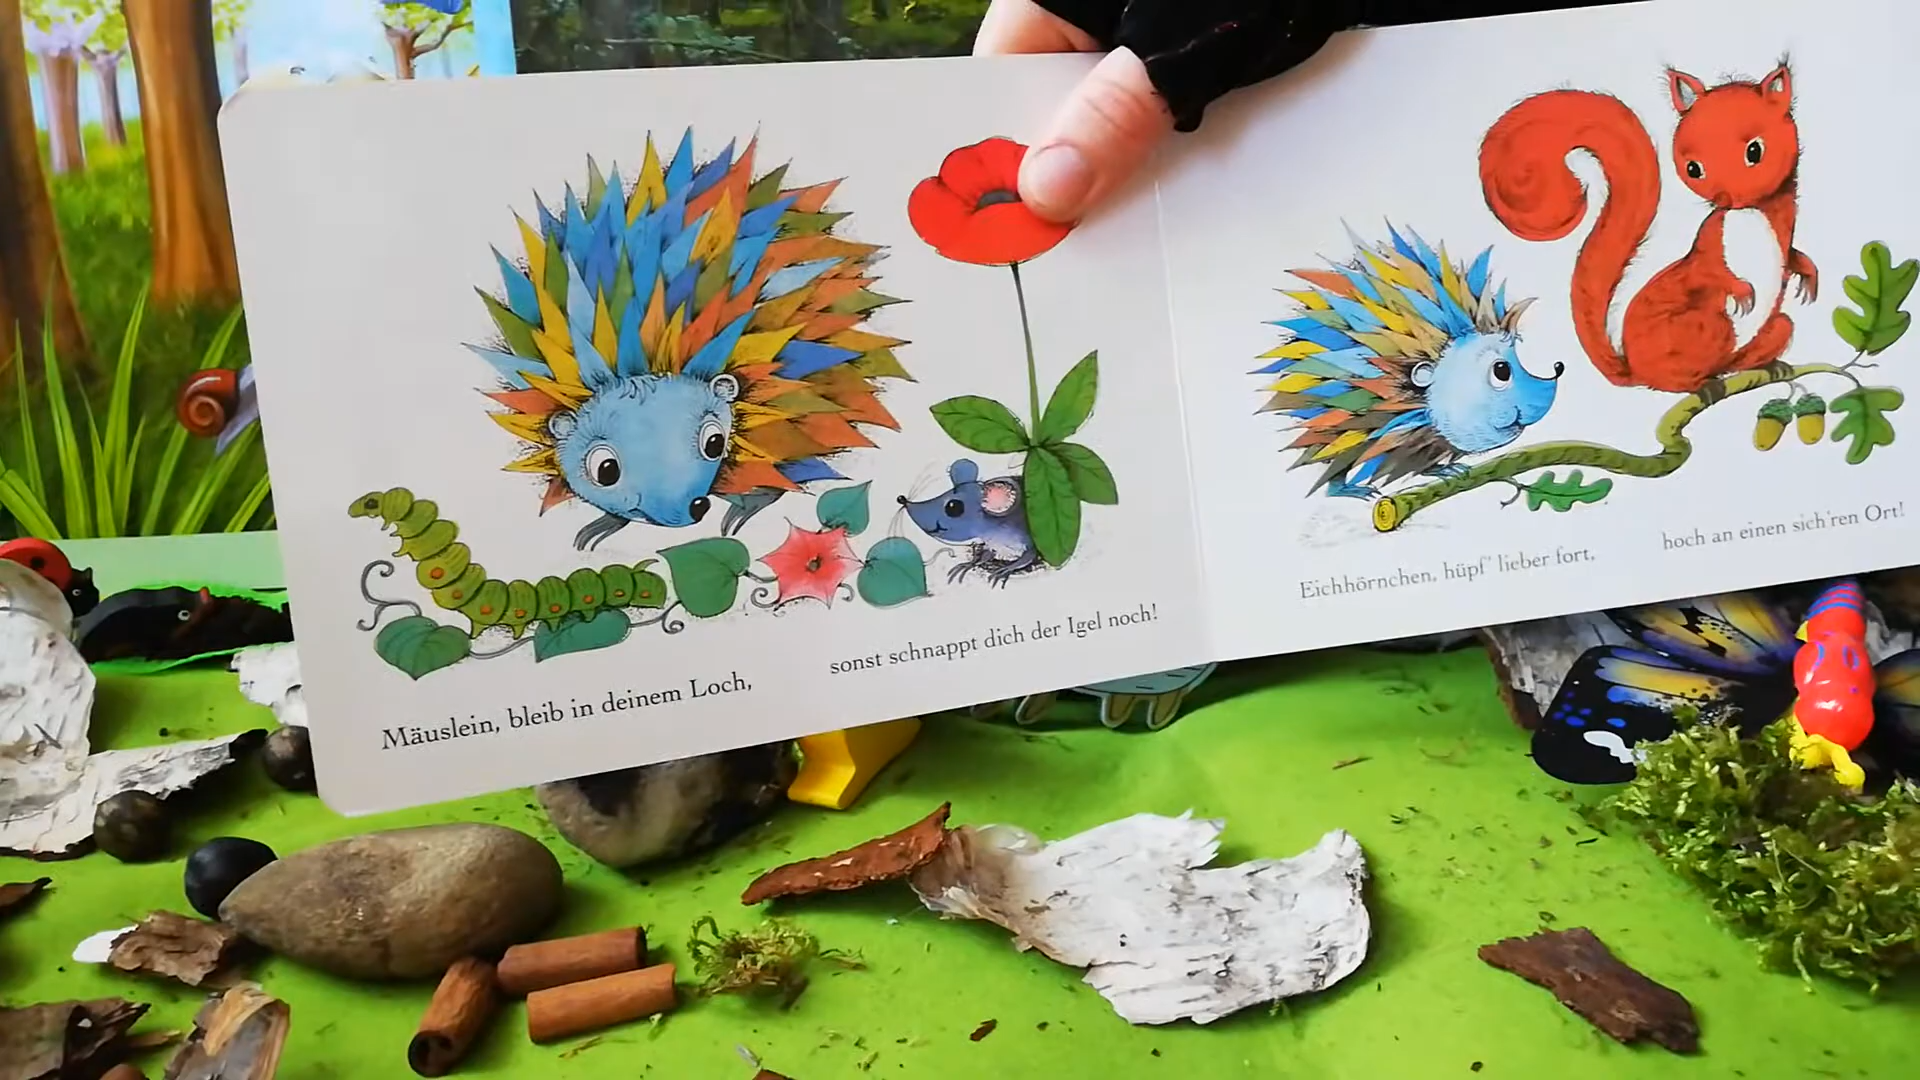 Mäuslein, bleib in deinem Loch,
sonst schnappt dich der Igel noch!
Eichhörnchen, hüpf' lieber fort,
hoch an einen sich'ren Ort!